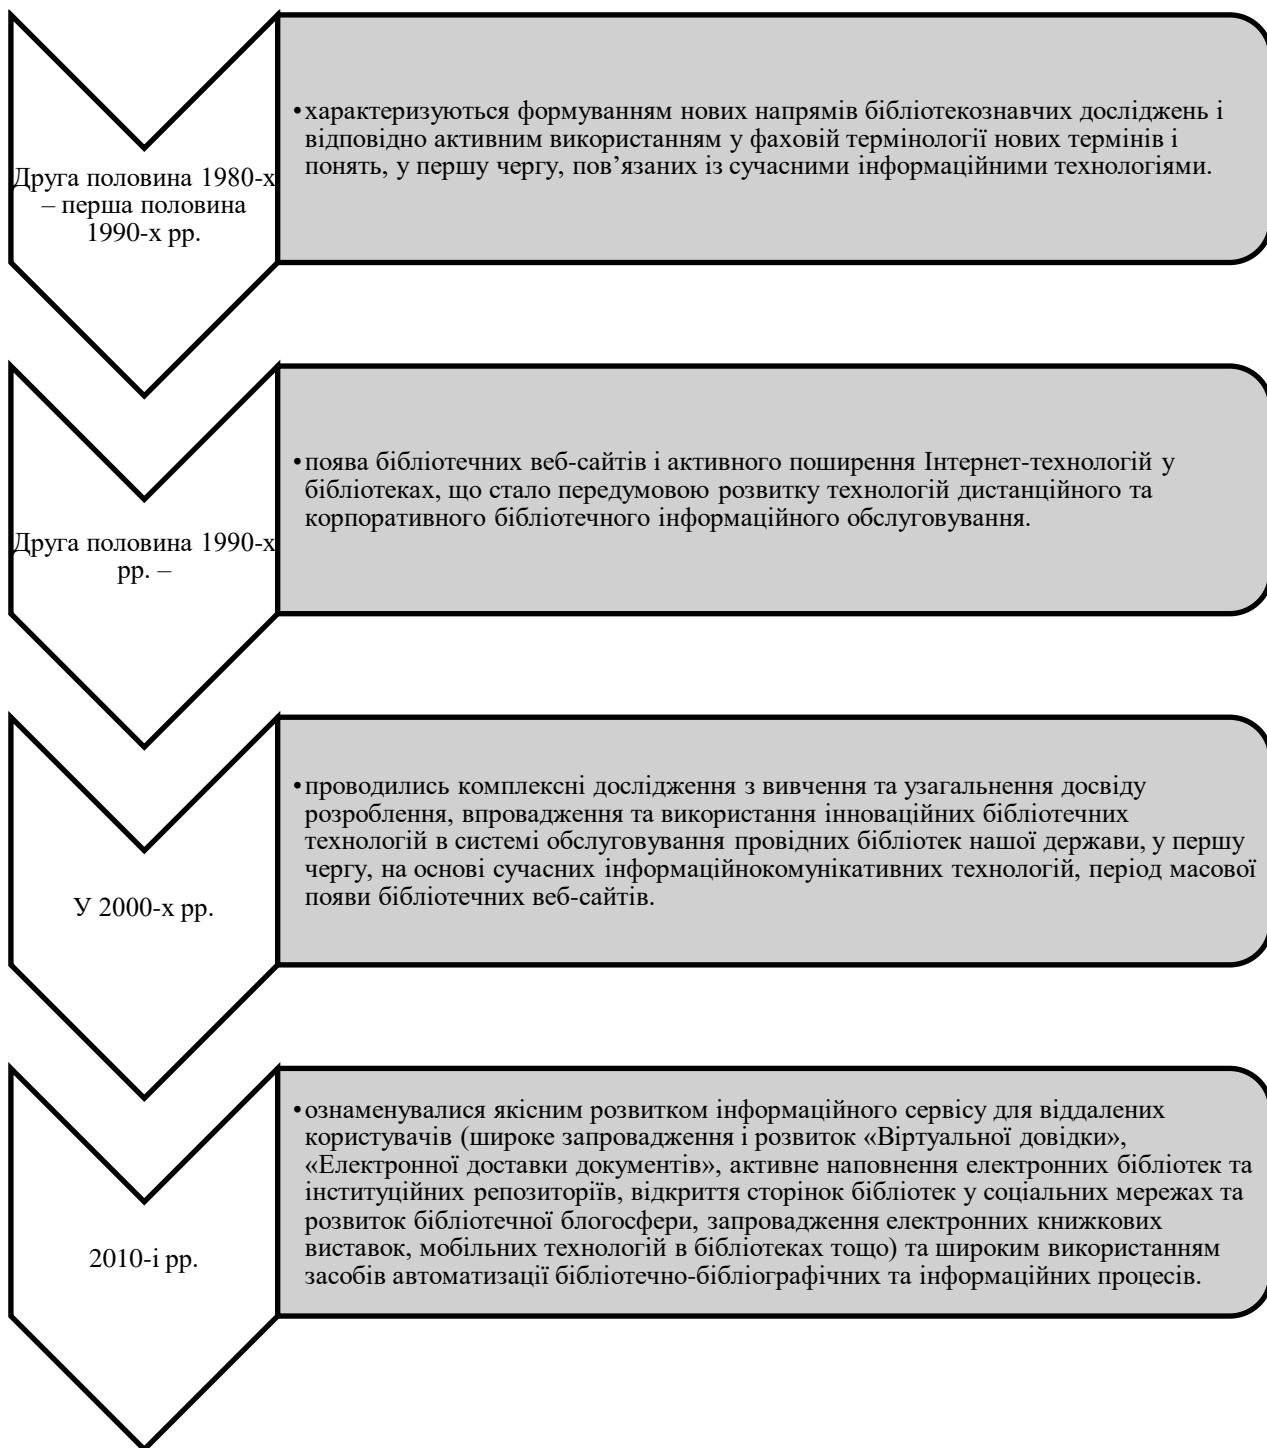 Друга половина 1980-х
– перша половина
1990-х рр.
•характеризуються формуванням нових напрямів бібліотекознавчих досліджень і
відповідно активним використанням у фаховій термінології нових термінів і
понять, у першу чергу, пов’язаних із сучасними інформаційними технологіями.
Друга половина 1990-х
рр. –
•поява бібліотечних веб-сайтів і активного поширення Інтернет-технологій у
бібліотеках, що стало передумовою розвитку технологій дистанційного та
корпоративного бібліотечного інформаційного обслуговування.
У 2000-х рр.
•проводились комплексні дослідження з вивчення та узагальнення досвіду
розроблення, впровадження та використання інноваційних бібліотечних
технологій в системі обслуговування провідних бібліотек нашої держави, у першу
чергу, на основі сучасних інформаційнокомунікативних технологій, період масової
появи бібліотечних веб-сайтів.
2010-і рр.
•ознаменувалися якісним розвитком інформаційного сервісу для віддалених
користувачів (широке запровадження і розвиток «Віртуальної довідки»,
«Електронної доставки документів», активне наповнення електронних бібліотек та
інституційних репозиторіїв, відкриття сторінок бібліотек у соціальних мережах та
розвиток бібліотечної блогосфери, запровадження електронних книжкових
виставок, мобільних технологій в бібліотеках тощо) та широким використанням
засобів автоматизації бібліотечно-бібліографічних та інформаційних процесів.